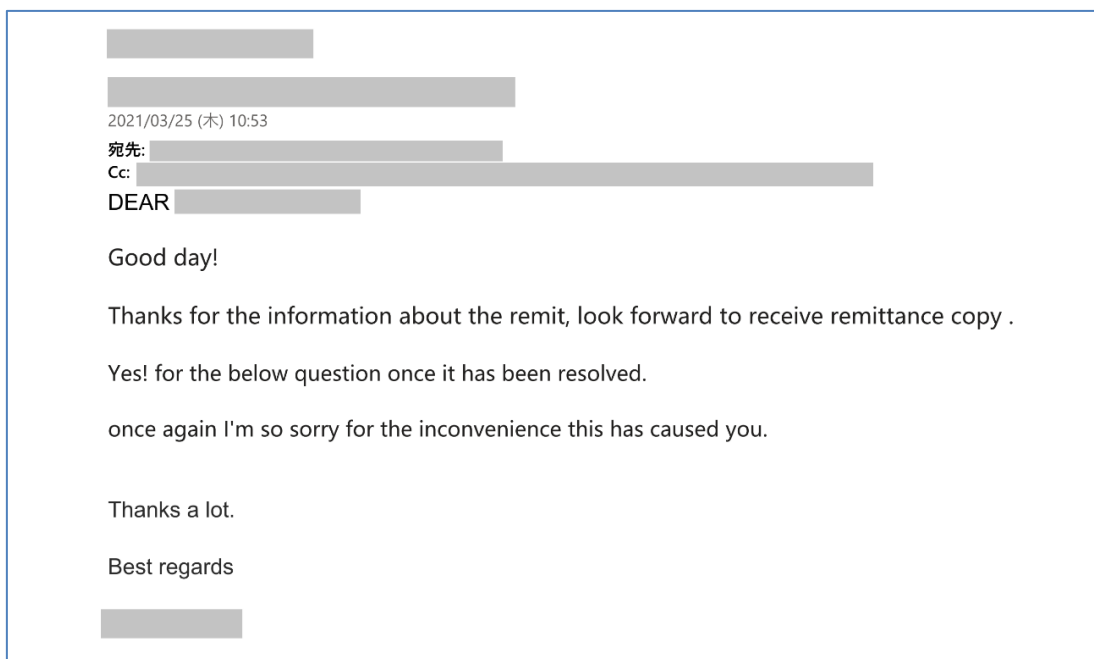 2021/03/25 (木) 10:53
宛先:
Cc:
DEAR
Good day!
Thanks for the information about the remit, look forward to receive remittance copy .
Yes! for the below question once it has been resolved.
once again I'm so sorry for the inconvenience this has caused you.
Thanks a lot.
Best regards